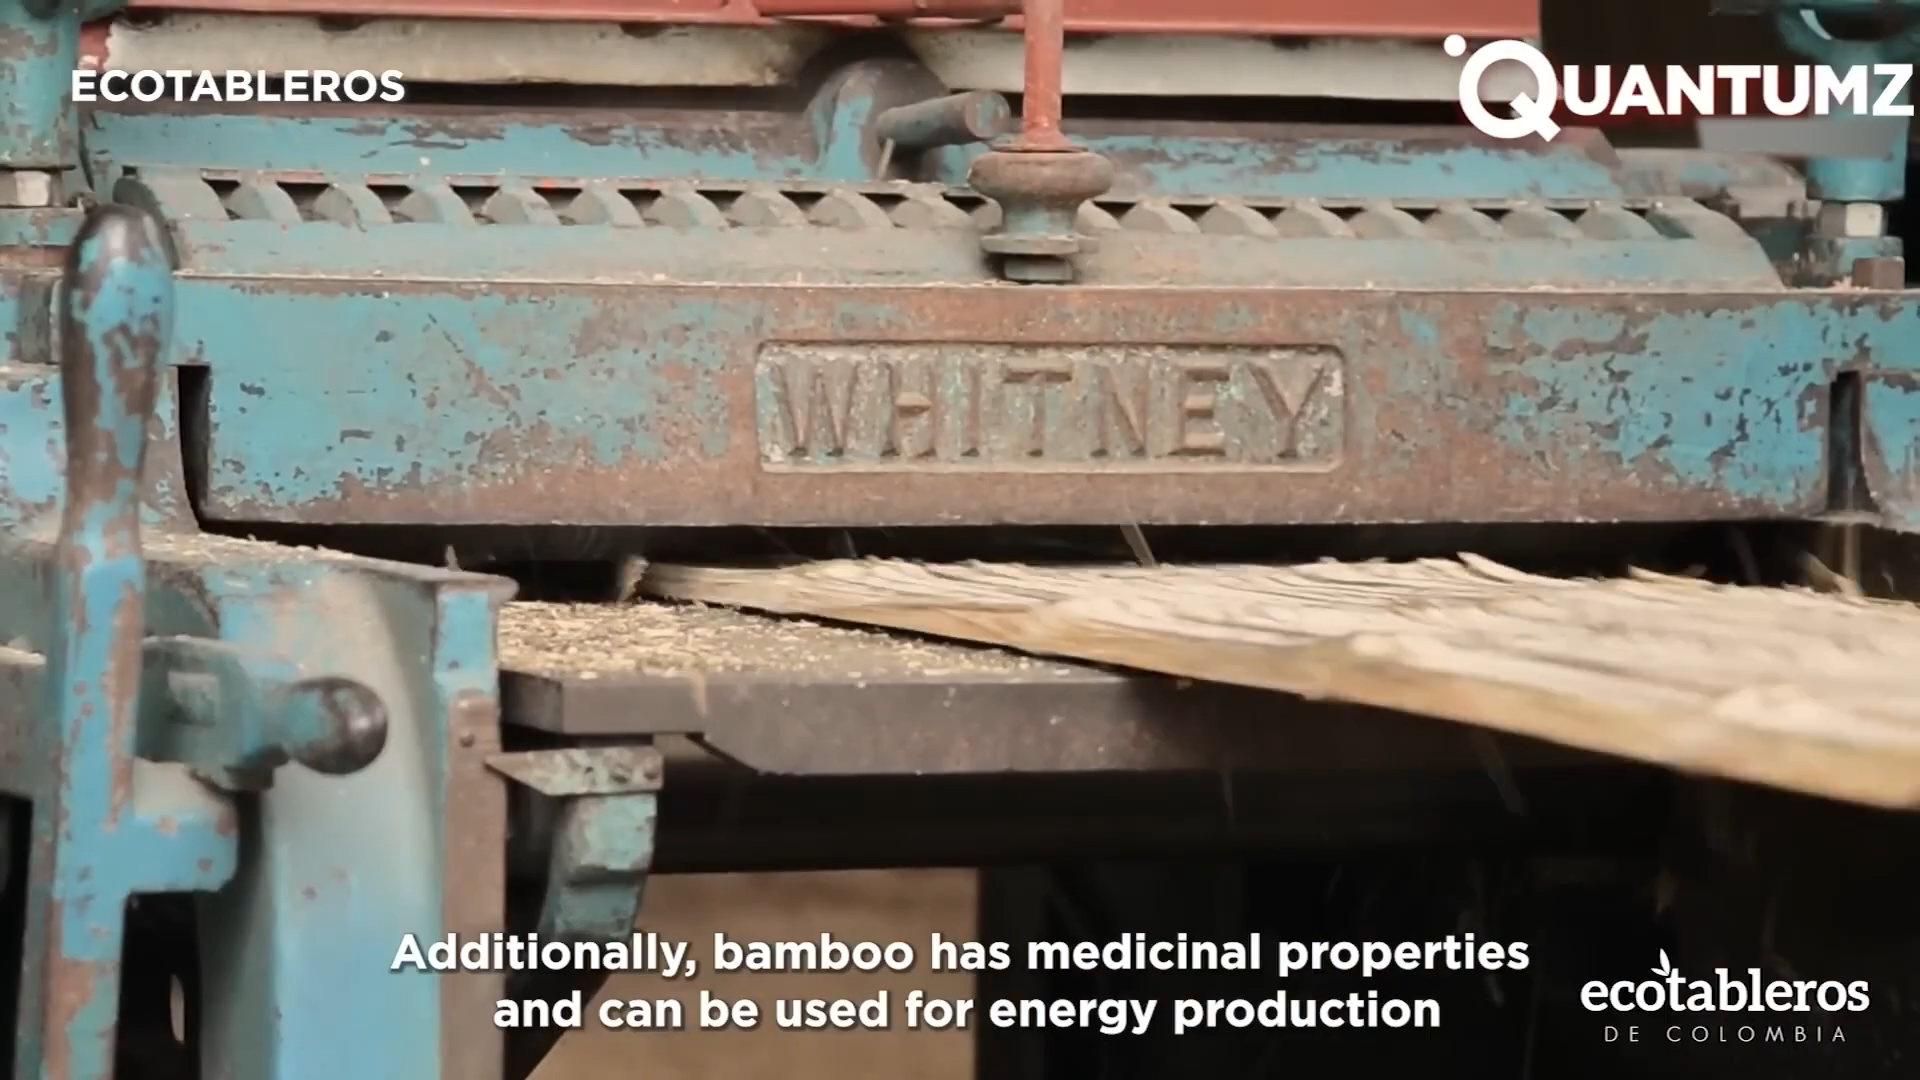 ECOTABLEROS
QUANTUMZ
WHITNEY
Additionally, bamboo has medicinal properties
and can be used for energy production
ecotableros
DE COLOMBIA